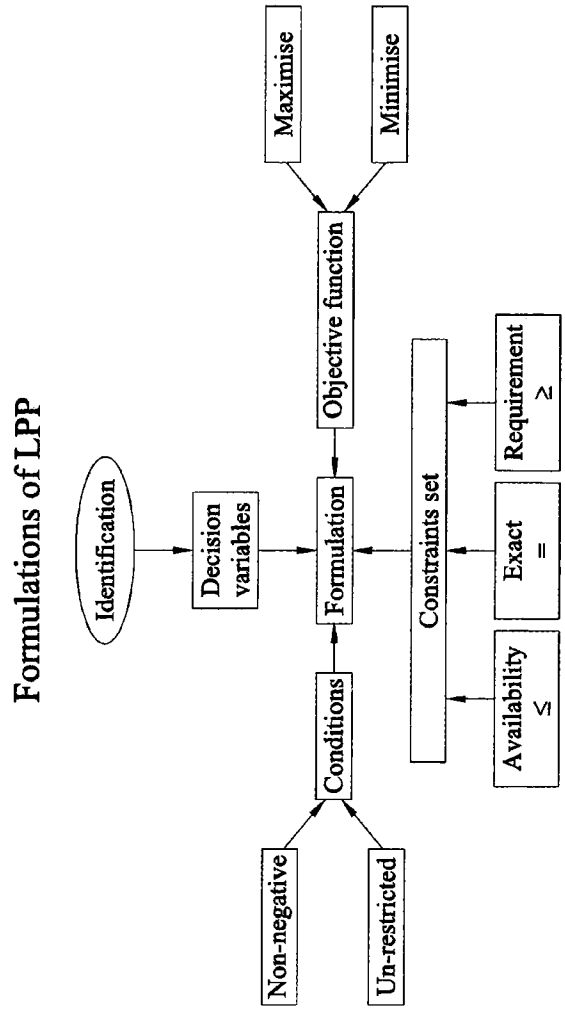 Formulations of LPP
Identification
Decision
variables
Non-negative
Un-restricted
Conditions
Formulation
Objective function
Maximise
Minimise
Constraints set
Availability
≤
Exact
=
Requirement
≥